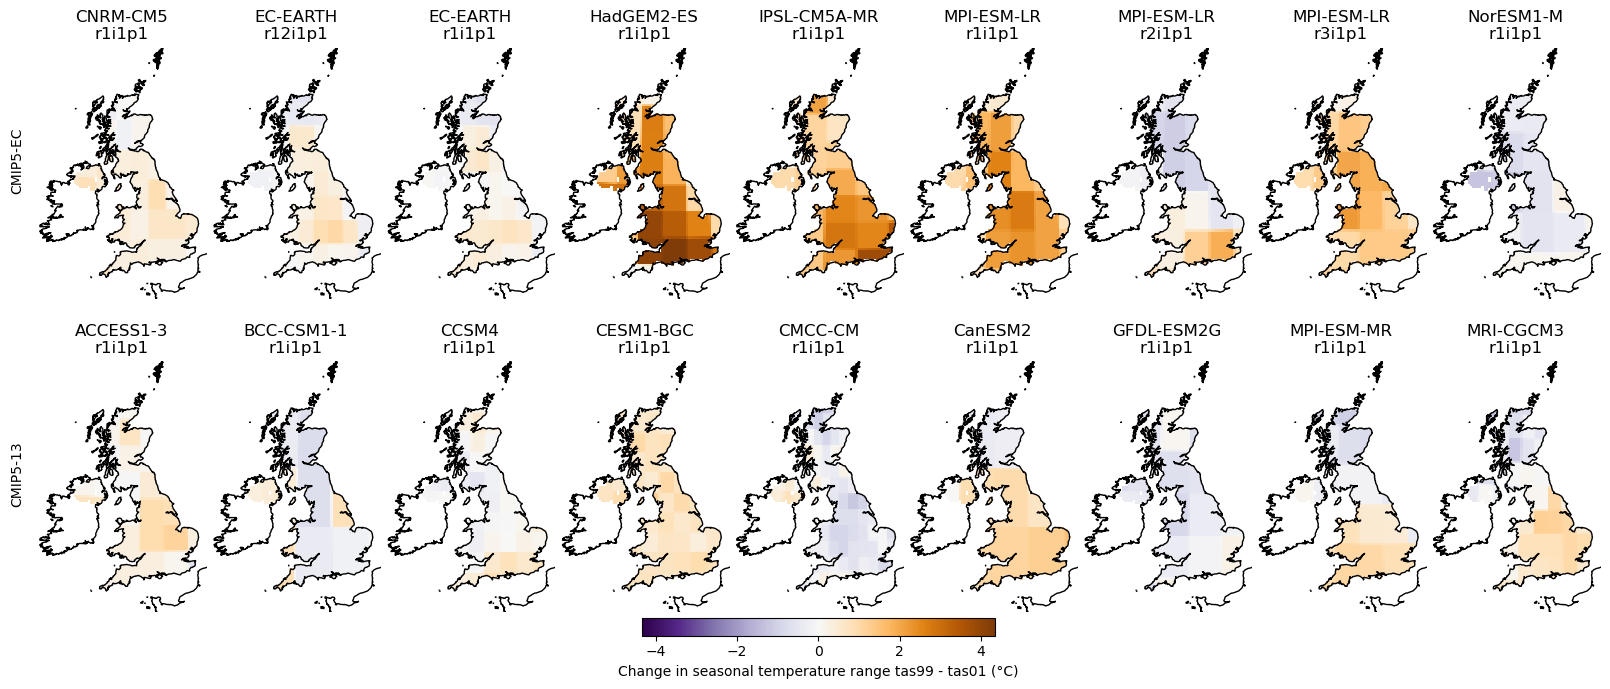 CNRM-CM5 EC-EARTH EC-EARTH HadGEM2-ES IPSL-CM5A-MR MPI-ESM-LR MPI-ESM-LR MPI-ESM-LR NorESM1-M
r1i1p1 r12i1p1 r1i1p1 r1i1p1 r1i1p1 r1i1p1 r2i1p1 r3i1p1 r1i1p1
CMIP5-EC
ACCESS1-3 BCC-CSM1-1 CCSM4 CESM1-BGC CMCC-CM CanESM2 GFDL-ESM2G MPI-ESM-MR MRI-CGCM3
r1i1p1 r1i1p1 r1i1p1 r1i1p1 r1i1p1 r1i1p1 r1i1p1 r1i1p1 r1i1p1
CMIP5-13
−4 −2 0 2 4
Change in seasonal temperature range tas99 - tas01 (°C)